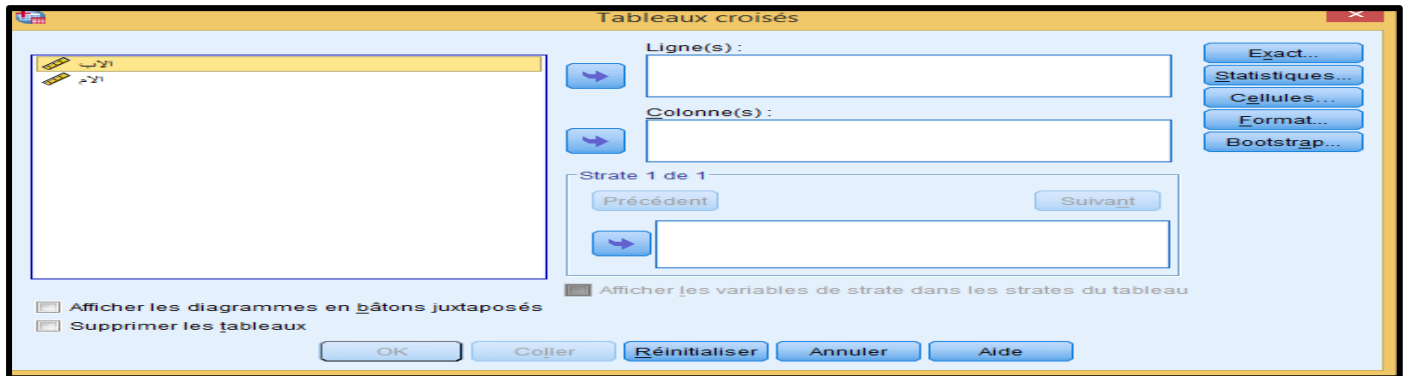 Tableaux croisés
الأب
الأم
Ligne(s) :
Colonne(s) :
Strate 1 de 1
Précédent
Suivant
Exact...
Statistiques...
Cellules...
Format...
Bootstrap...
Afficher les variables de strate dans les strates du tableau
Afficher les diagrammes en bâtons juxtaposés
Supprimer les tableaux
OK
Coller
Réinitialiser
Annuler
Aide